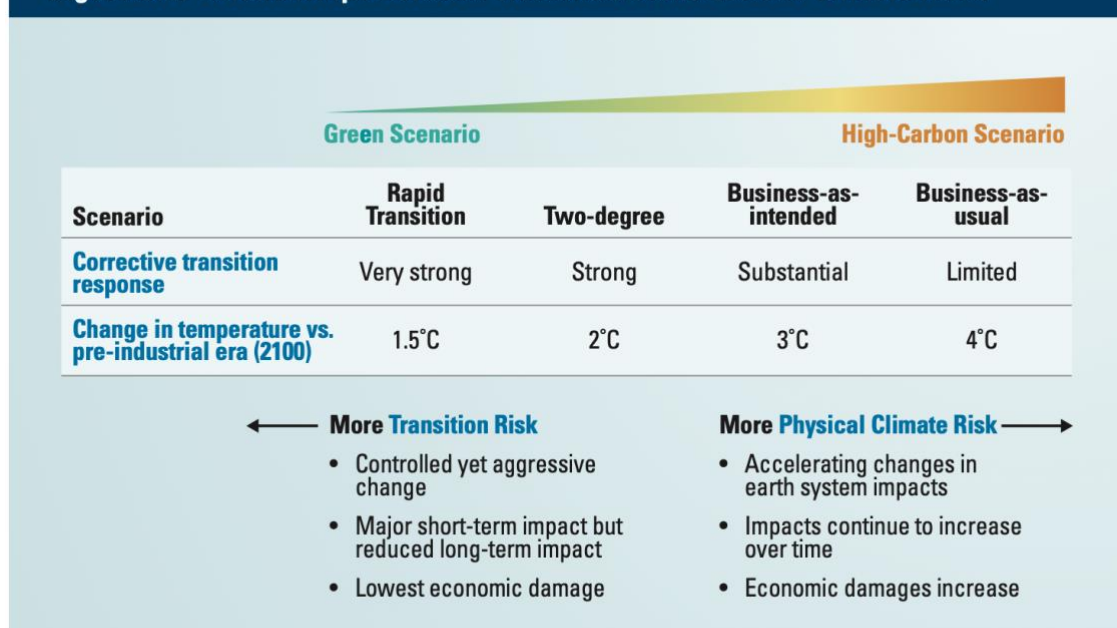 Green Scenario
High-Carbon Scenario
Scenario
Rapid
Transition
Two-degree
Business-as-
intended
Business-as-
usual
Corrective transition
response
Very strong
Strong
Substantial
Limited
Change in temperature vs.
pre-industrial era (2100)
1.5˚C
2˚C
3˚C
4˚C
More Transition Risk
• Controlled yet aggressive
change
• Major short-term impact but
reduced long-term impact
• Lowest economic damage
More Physical Climate Risk
• Accelerating changes in
earth system impacts
• Impacts continue to increase
over time
• Economic damages increase